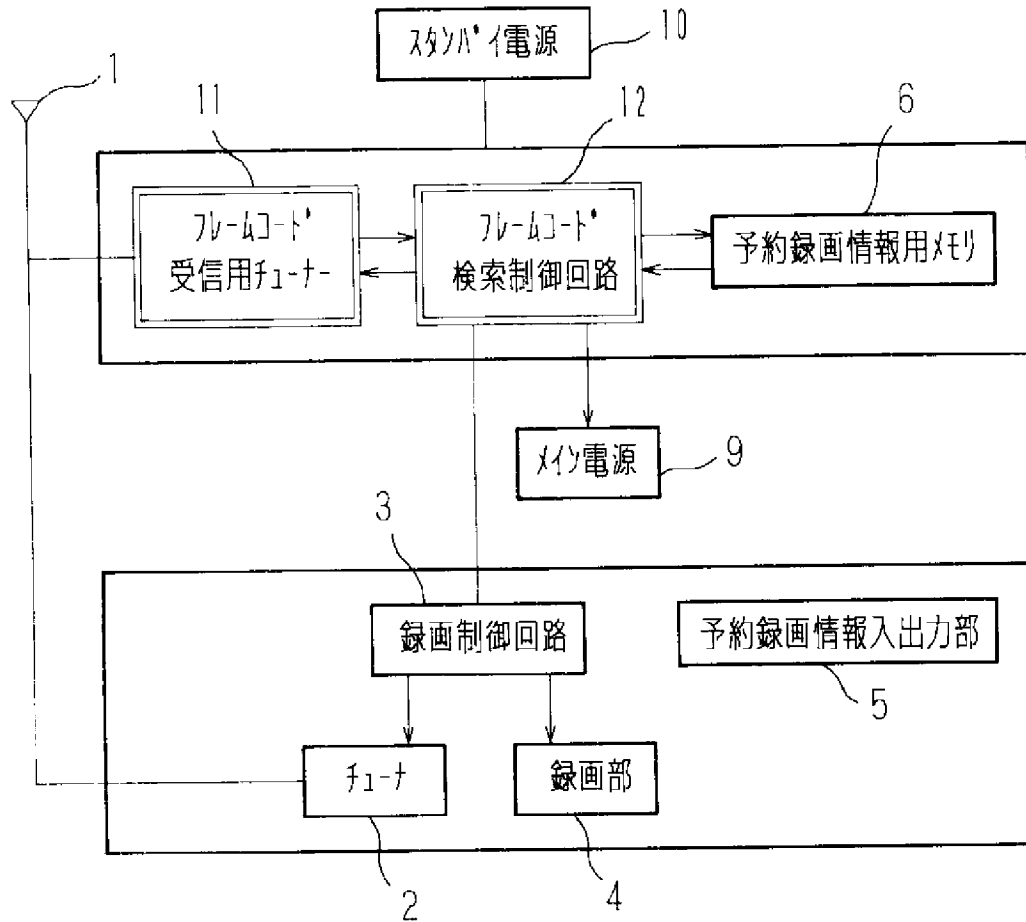 スタンバイ電源
10
1
11
12
6
フレームコード
受信用チューナー
フレームコード
検索制御回路
予約録画情報用メモリ
メイン電源
9
3
録画制御回路
予約録画情報入出力部
5
チューナ
録画部
2
4